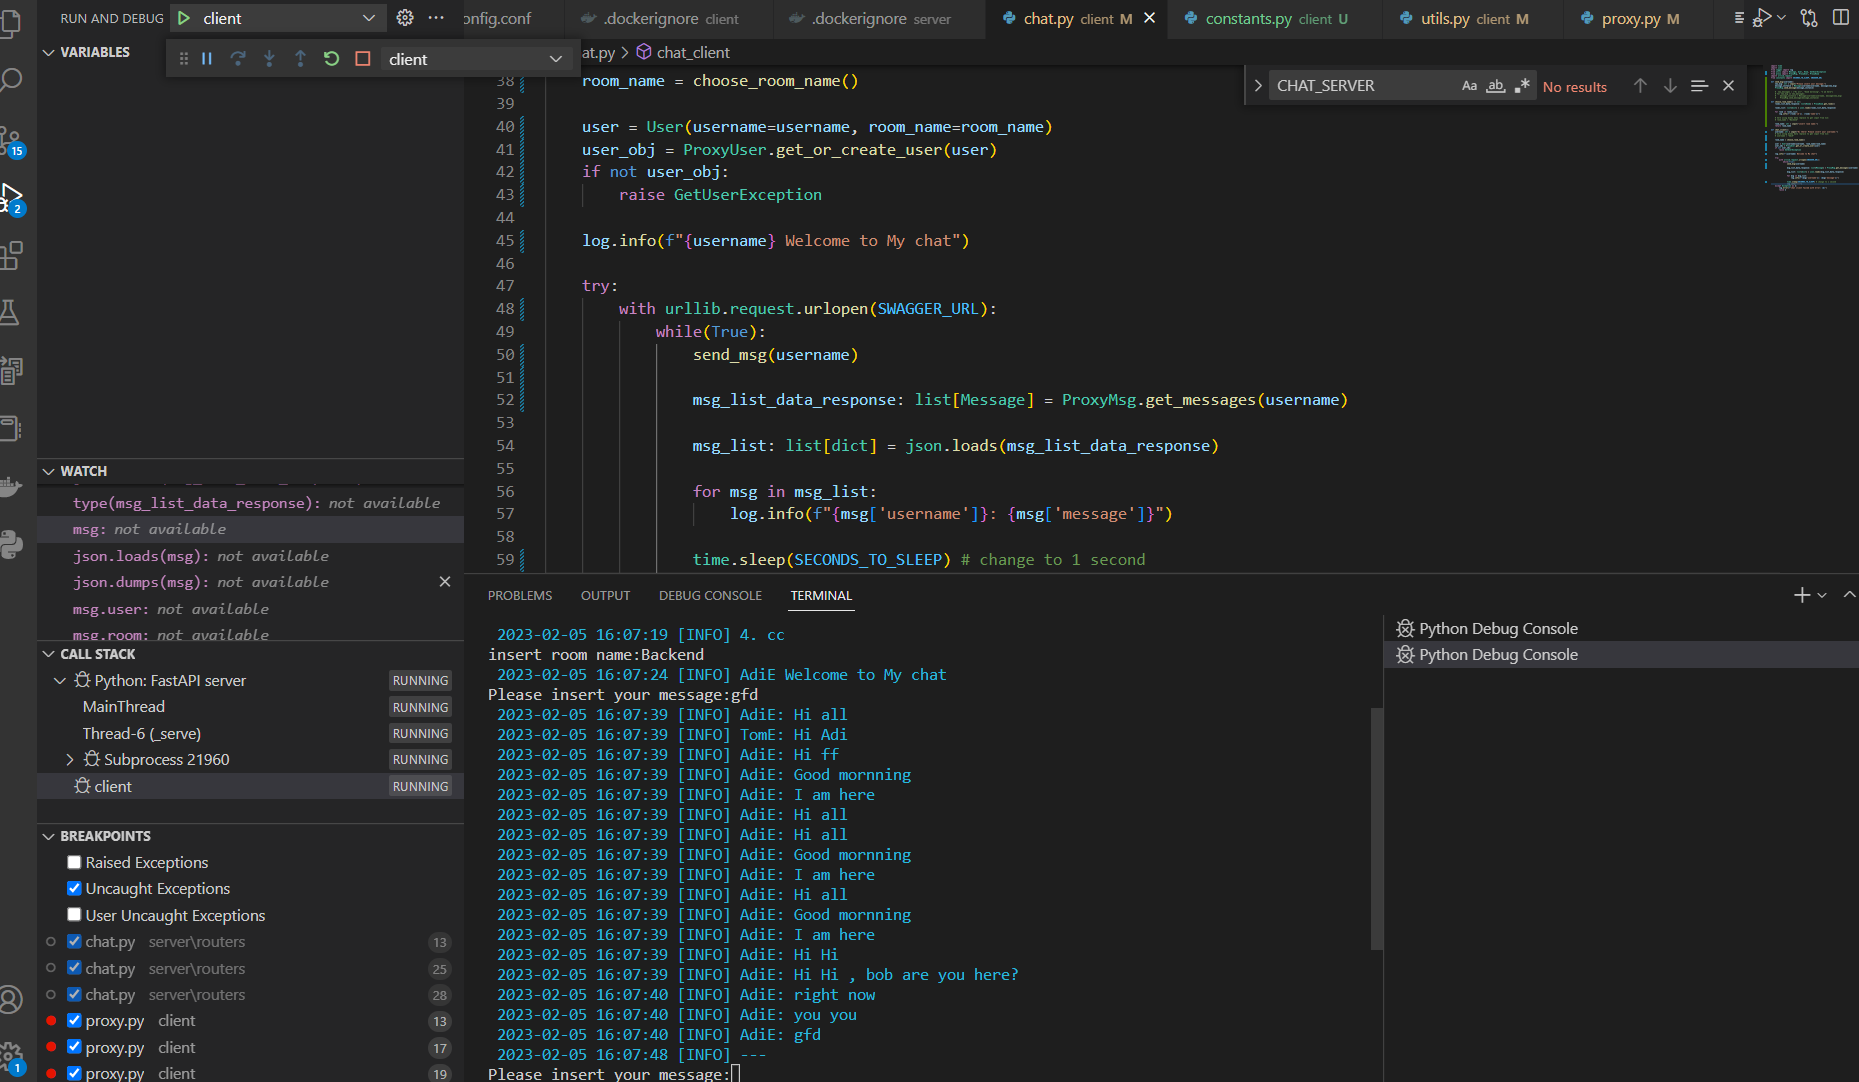 RUN AND DEBUG client ···
onfig.conf .dockerignore client .dockerignore server chat.py client M constants.py client U utils.py client M proxy.py M
VARIABLES
client
at.py > chat_client
CHAT_SERVER Aa ab .* No results
38 room_name = choose_room_name()
39
40 user = User(username=username, room_name=room_name)
41 user_obj = ProxyUser.get_or_create_user(user)
42 if not user_obj:
43 raise GetUserException
44
45 log.info(f"{username} Welcome to My chat")
46
47 try:
48 with urllib.request.urlopen(SWAGGER_URL):
49 while(True):
50 send_msg(username)
51
52 msg_list_data_response: list[Message] = ProxyMsg.get_messages(username)
53
54 msg_list: list[dict] = json.loads(msg_list_data_response)
55
56 for msg in msg_list:
57 log.info(f"{msg['username']}: {msg['message']}")
58
59 time.sleep(SECONDS_TO_SLEEP) # change to 1 second
15
2
1
WATCH
type(msg_list_data_response): not available
msg: not available
json.loads(msg): not available
json.dumps(msg): not available
msg.user: not available
msg.room: not available
CALL STACK
Python: FastAPI server RUNNING
MainThread RUNNING
Thread-6 (_serve) RUNNING
Subprocess 21960 RUNNING
client RUNNING
BREAKPOINTS
Raised Exceptions
Uncaught Exceptions
User Uncaught Exceptions
chat.py server\routers 13
chat.py server\routers 25
chat.py server\routers 28
proxy.py client 13
proxy.py client 17
proxy.py client 19
PROBLEMS OUTPUT DEBUG CONSOLE TERMINAL
2023-02-05 16:07:19 [INFO] 4. cc
insert room name:Backend
2023-02-05 16:07:24 [INFO] AdiE Welcome to My chat
Please insert your message:gfd
2023-02-05 16:07:39 [INFO] AdiE: Hi all
2023-02-05 16:07:39 [INFO] TomE: Hi Adi
2023-02-05 16:07:39 [INFO] AdiE: Hi ff
2023-02-05 16:07:39 [INFO] AdiE: Good mornning
2023-02-05 16:07:39 [INFO] AdiE: I am here
2023-02-05 16:07:39 [INFO] AdiE: Hi all
2023-02-05 16:07:39 [INFO] AdiE: Hi all
2023-02-05 16:07:39 [INFO] AdiE: Good mornning
2023-02-05 16:07:39 [INFO] AdiE: I am here
2023-02-05 16:07:39 [INFO] AdiE: Hi all
2023-02-05 16:07:39 [INFO] AdiE: Good mornning
2023-02-05 16:07:39 [INFO] AdiE: I am here
2023-02-05 16:07:39 [INFO] AdiE: Hi Hi
2023-02-05 16:07:39 [INFO] AdiE: Hi Hi , bob are you here?
2023-02-05 16:07:40 [INFO] AdiE: right now
2023-02-05 16:07:40 [INFO] AdiE: you you
2023-02-05 16:07:40 [INFO] AdiE: gfd
2023-02-05 16:07:48 [INFO] ---
Please insert your message:
Python Debug Console
Python Debug Console